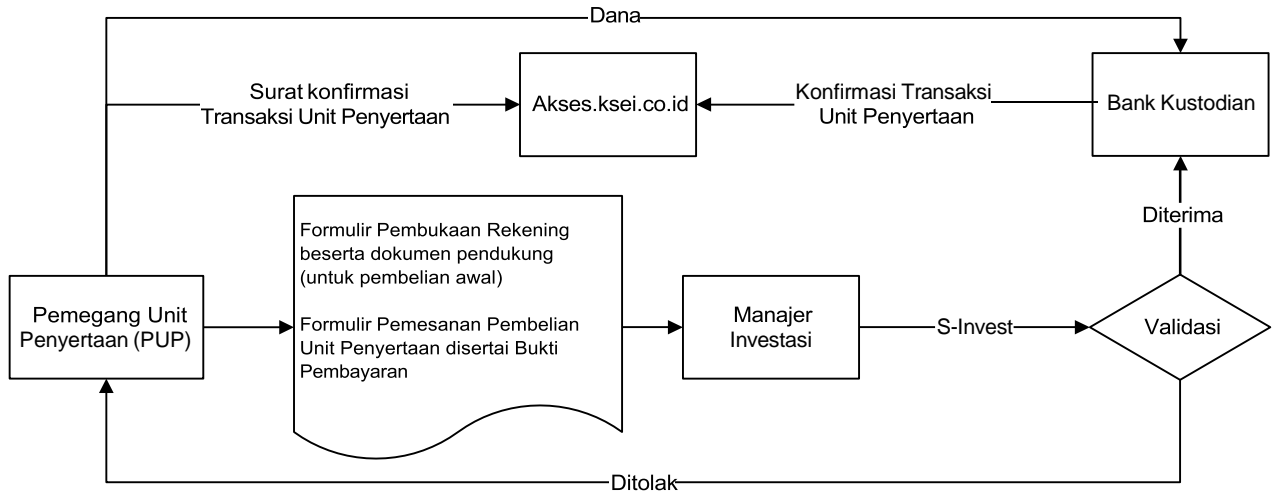 Dana
Surat konfirmasi
Transaksi Unit Penyertaan
Akses.ksei.co.id
Konfirmasi Transaksi
Unit Penyertaan
Bank Kustodian
Diterima
Formulir Pembukaan Rekening
beserta dokumen pendukung
(untuk pembelian awal)
Formulir Pemesanan Pembelian
Unit Penyertaan disertai Bukti
Pembayaran
Pemegang Unit
Penyertaan (PUP)
Manajer
Investasi
S-Invest
Validasi
Ditolak